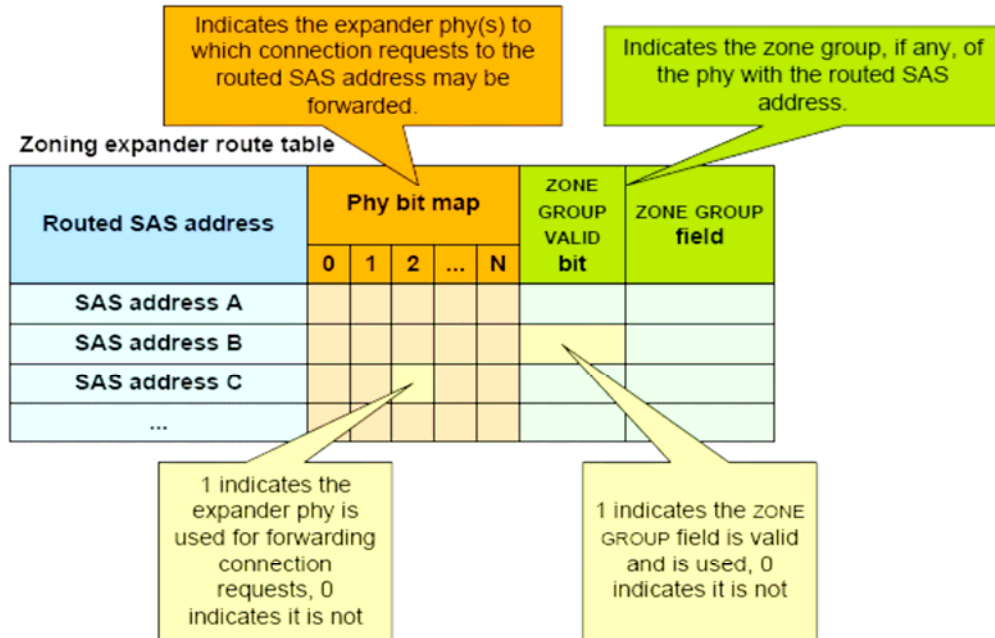 Indicates the expander phy(s) to
which connection requests to the
routed SAS address may be
forwarded.
Indicates the zone group, if any, of
the phy with the routed SAS
address.
Zoning expander route table
Routed SAS address
Phy bit map
0 1 2 ... N
ZONE
GROUP
VALID
bit
ZONE GROUP
field
SAS address A
SAS address B
SAS address C
...
1 indicates the
expander phy is
used for forwarding
connection
requests, 0
indicates it is not
1 indicates the ZONE
GROUP field is valid
and is used, 0
indicates it is not